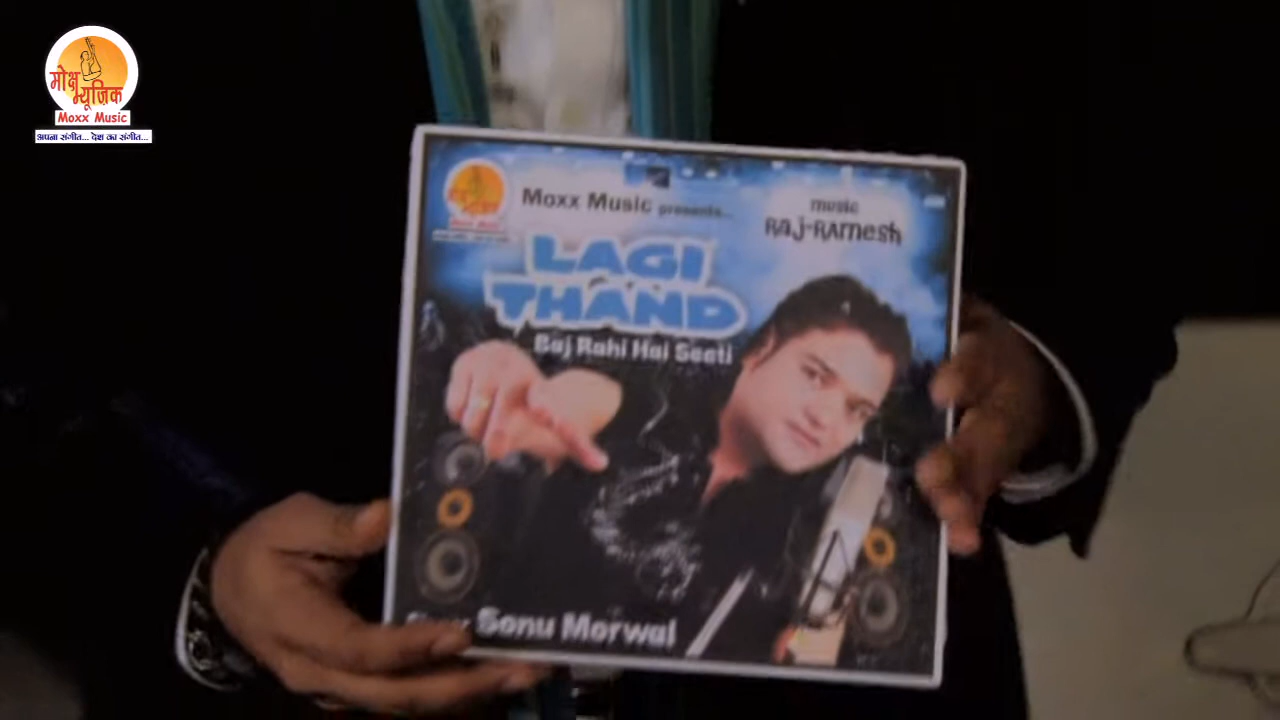 मोक्ष
म्यूज़िक
Moxx Music
अपना संगीत... देश का संगीत...
Moxx Music presents...
music
Raj-Ramesh
LAGI
THAND
Baj Rahi Hai Seeti
Sonu Morwal